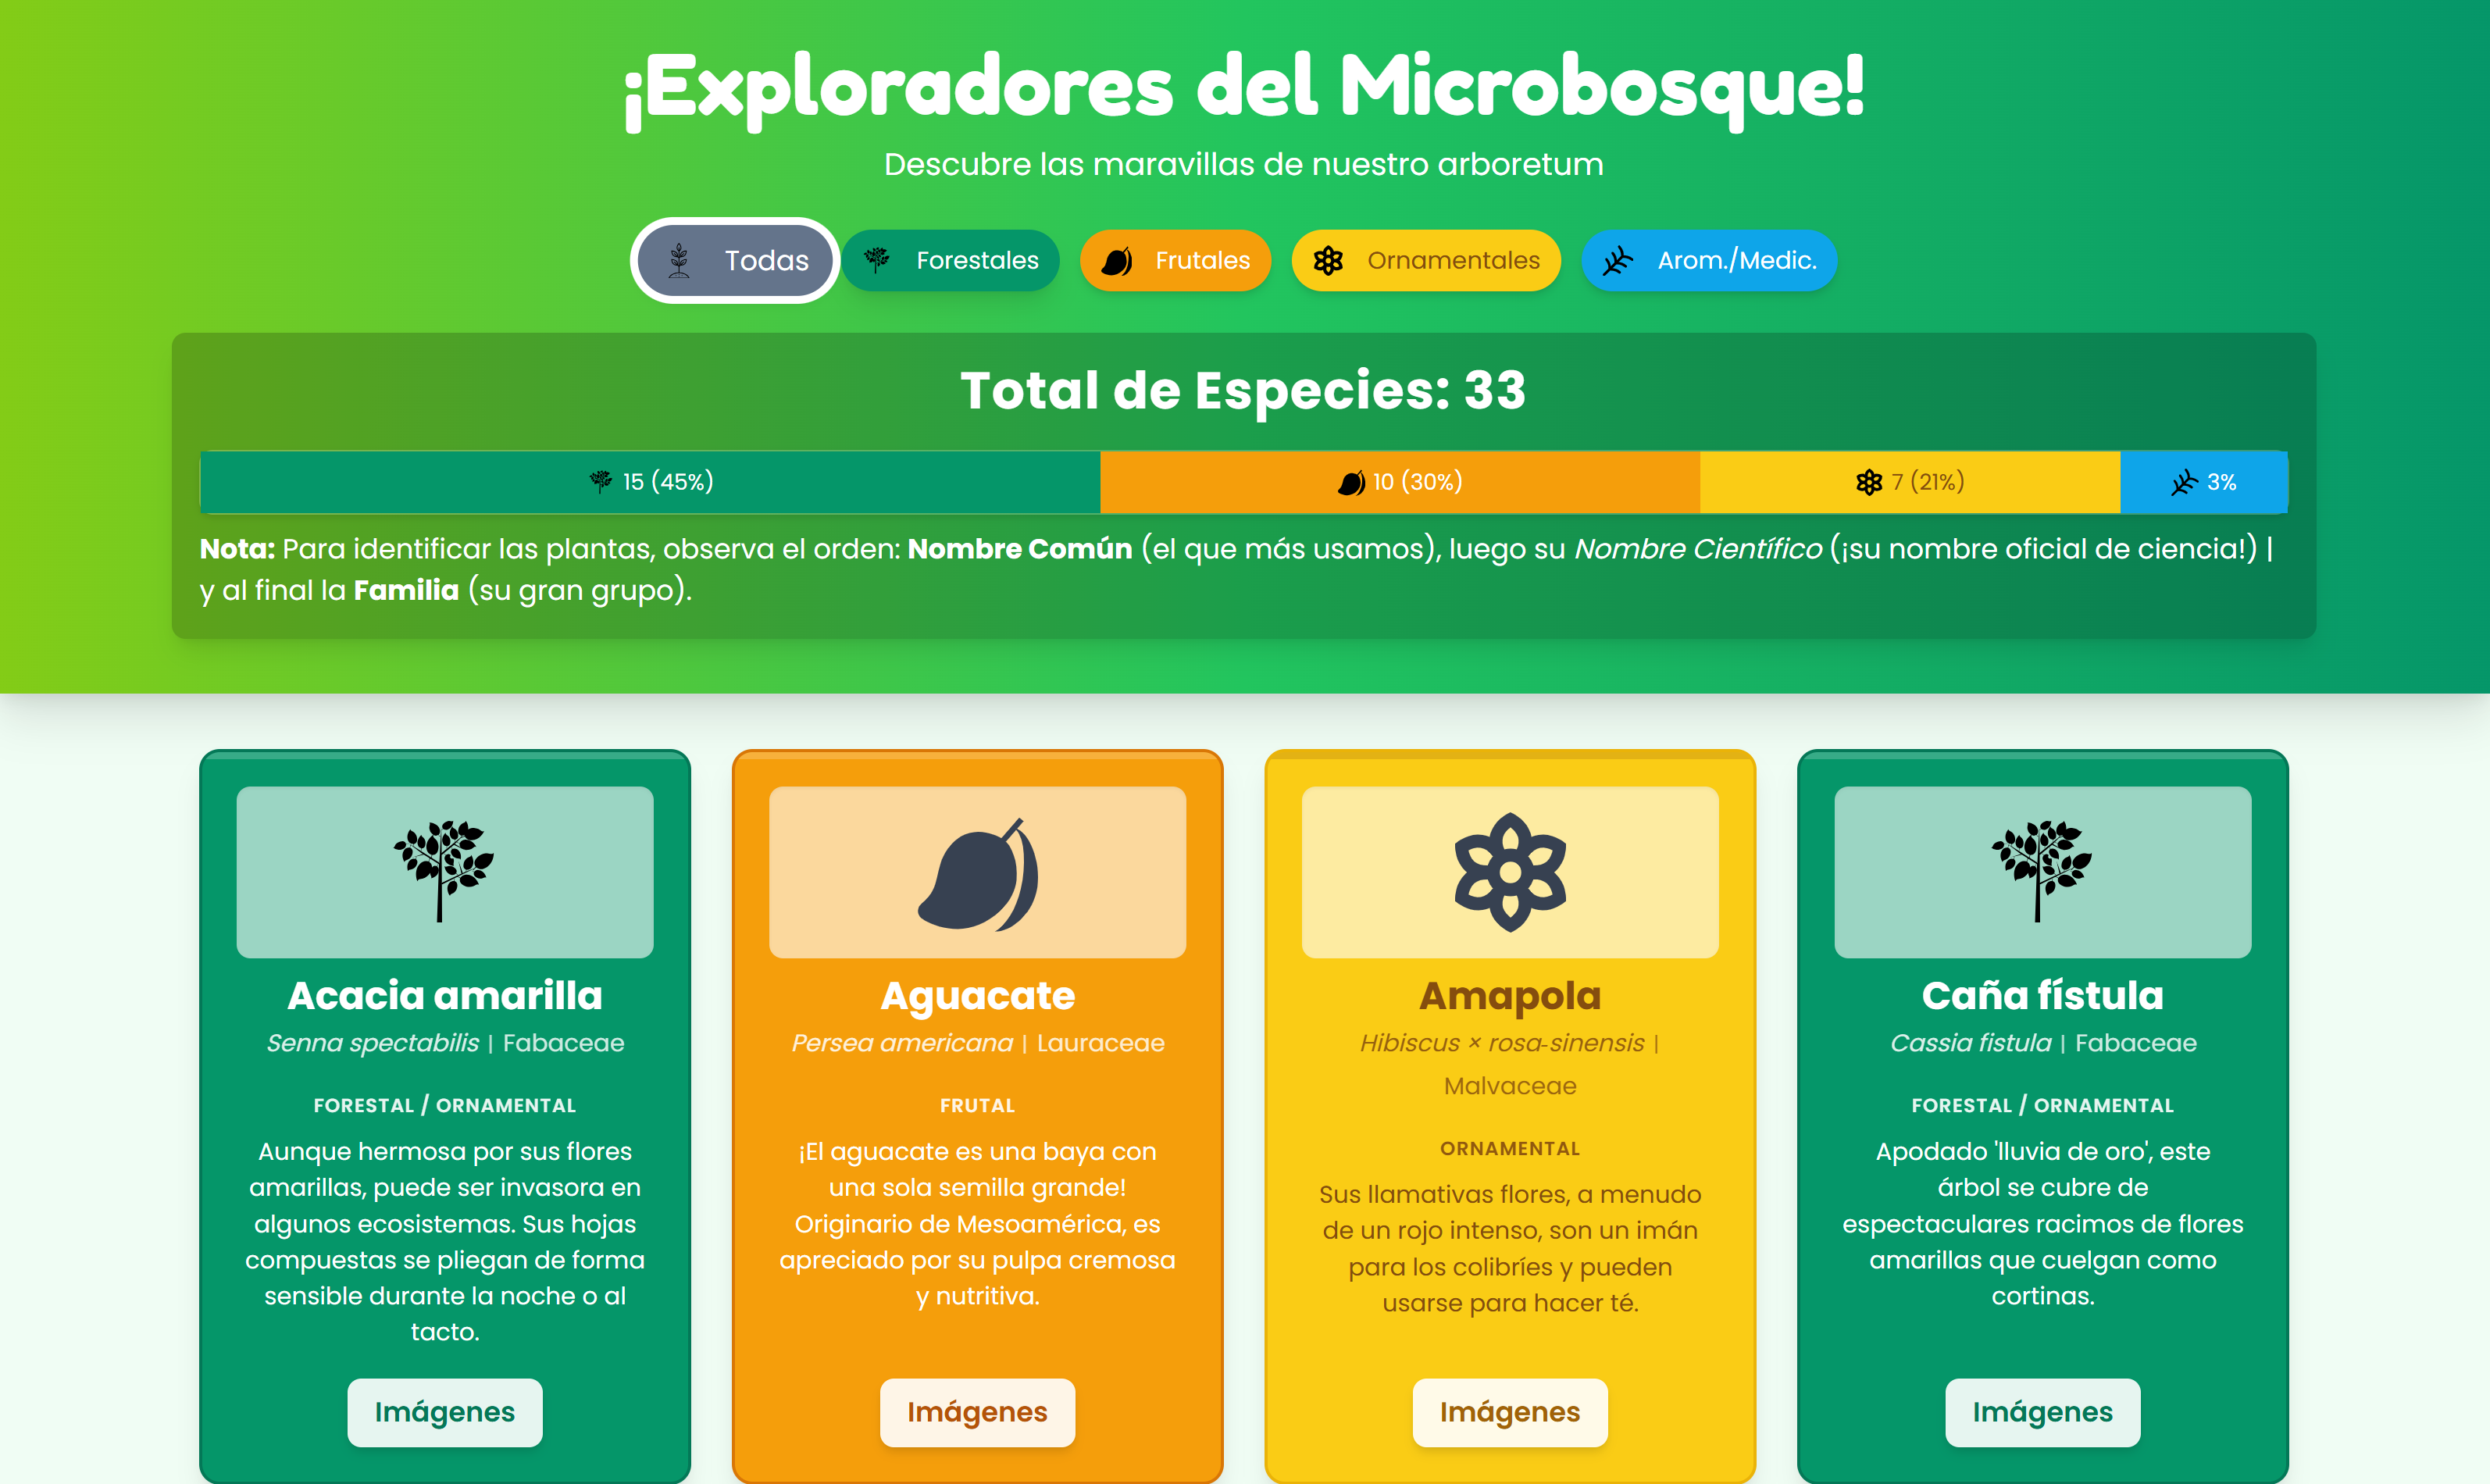 ¡Exploradores del Microbosque!
Descubre las maravillas de nuestro arboretum
Todas
Forestales
Frutales
Ornamentales
Arom./Medic.
Total de Especies: 33
15 (45%)
10 (30%)
7 (21%)
3%
Nota: Para identificar las plantas, observa el orden: Nombre Común (el que más usamos), luego su Nombre Científico (¡su nombre oficial de ciencia!) |
y al final la Familia (su gran grupo).
Acacia amarilla
Senna spectabilis | Fabaceae
FORESTAL / ORNAMENTAL
Aunque hermosa por sus flores
amarillas, puede ser invasora en
algunos ecosistemas. Sus hojas
compuestas se pliegan de forma
sensible durante la noche o al
tacto.
Imágenes
Aguacate
Persea americana | Lauraceae
FRUTAL
¡El aguacate es una baya con
una sola semilla grande!
Originario de Mesoamérica, es
apreciado por su pulpa cremosa
y nutritiva.
Imágenes
Amapola
Hibiscus × rosa-sinensis |
Malvaceae
ORNAMENTAL
Sus llamativas flores, a menudo
de un rojo intenso, son un imán
para los colibríes y pueden
usarse para hacer té.
Imágenes
Caña fístula
Cassia fistula | Fabaceae
FORESTAL / ORNAMENTAL
Apodado 'lluvia de oro', este
árbol se cubre de
espectaculares racimos de flores
amarillas que cuelgan como
cortinas.
Imágenes